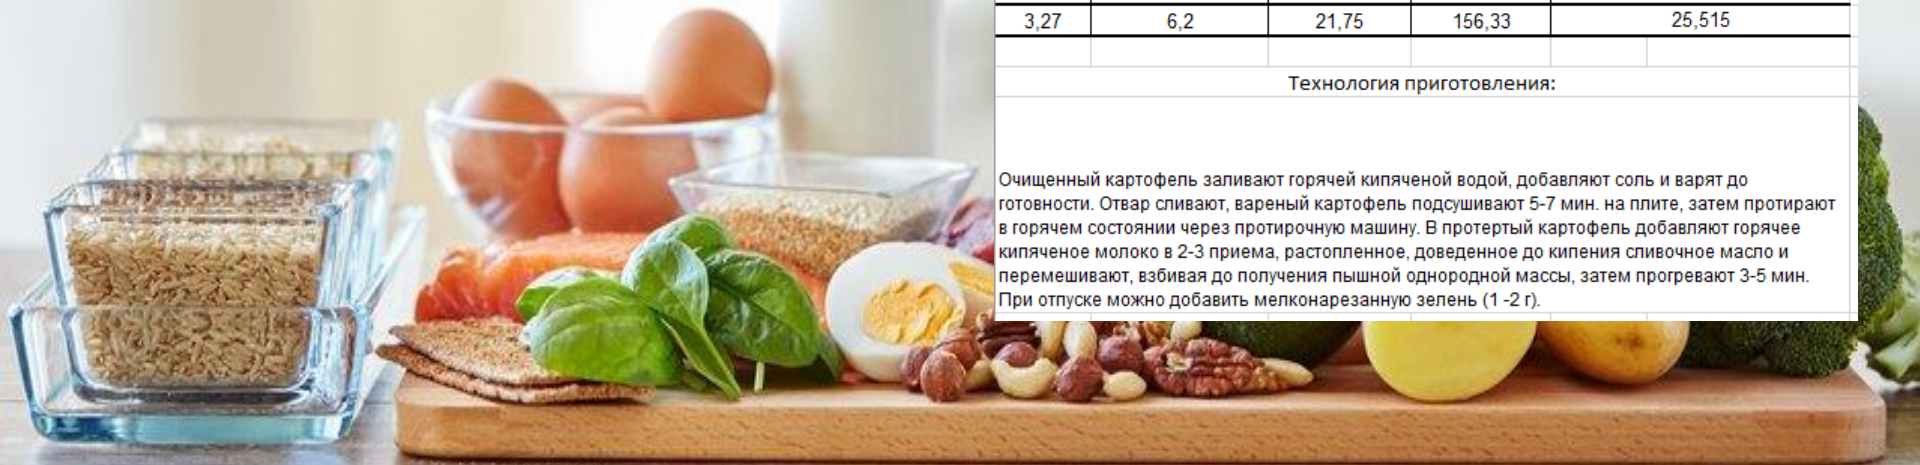 3,27 6,2 21,75 156,33 25,515
Технология приготовления:
Очищенный картофель заливают горячей кипяченой водой, добавляют соль и варят до
готовности. Отвар сливают, вареный картофель подсушивают 5-7 мин. на плите, затем протирают
в горячем состоянии через протирочную машину. В протертый картофель добавляют горячее
кипяченое молоко в 2-3 приема, растопленное, доведенное до кипения сливочное масло и
перемешивают, взбивая до получения пышной однородной массы, затем прогревают 3-5 мин.
При отпуске можно добавить мелконарезанную зелень (1 -2 г).